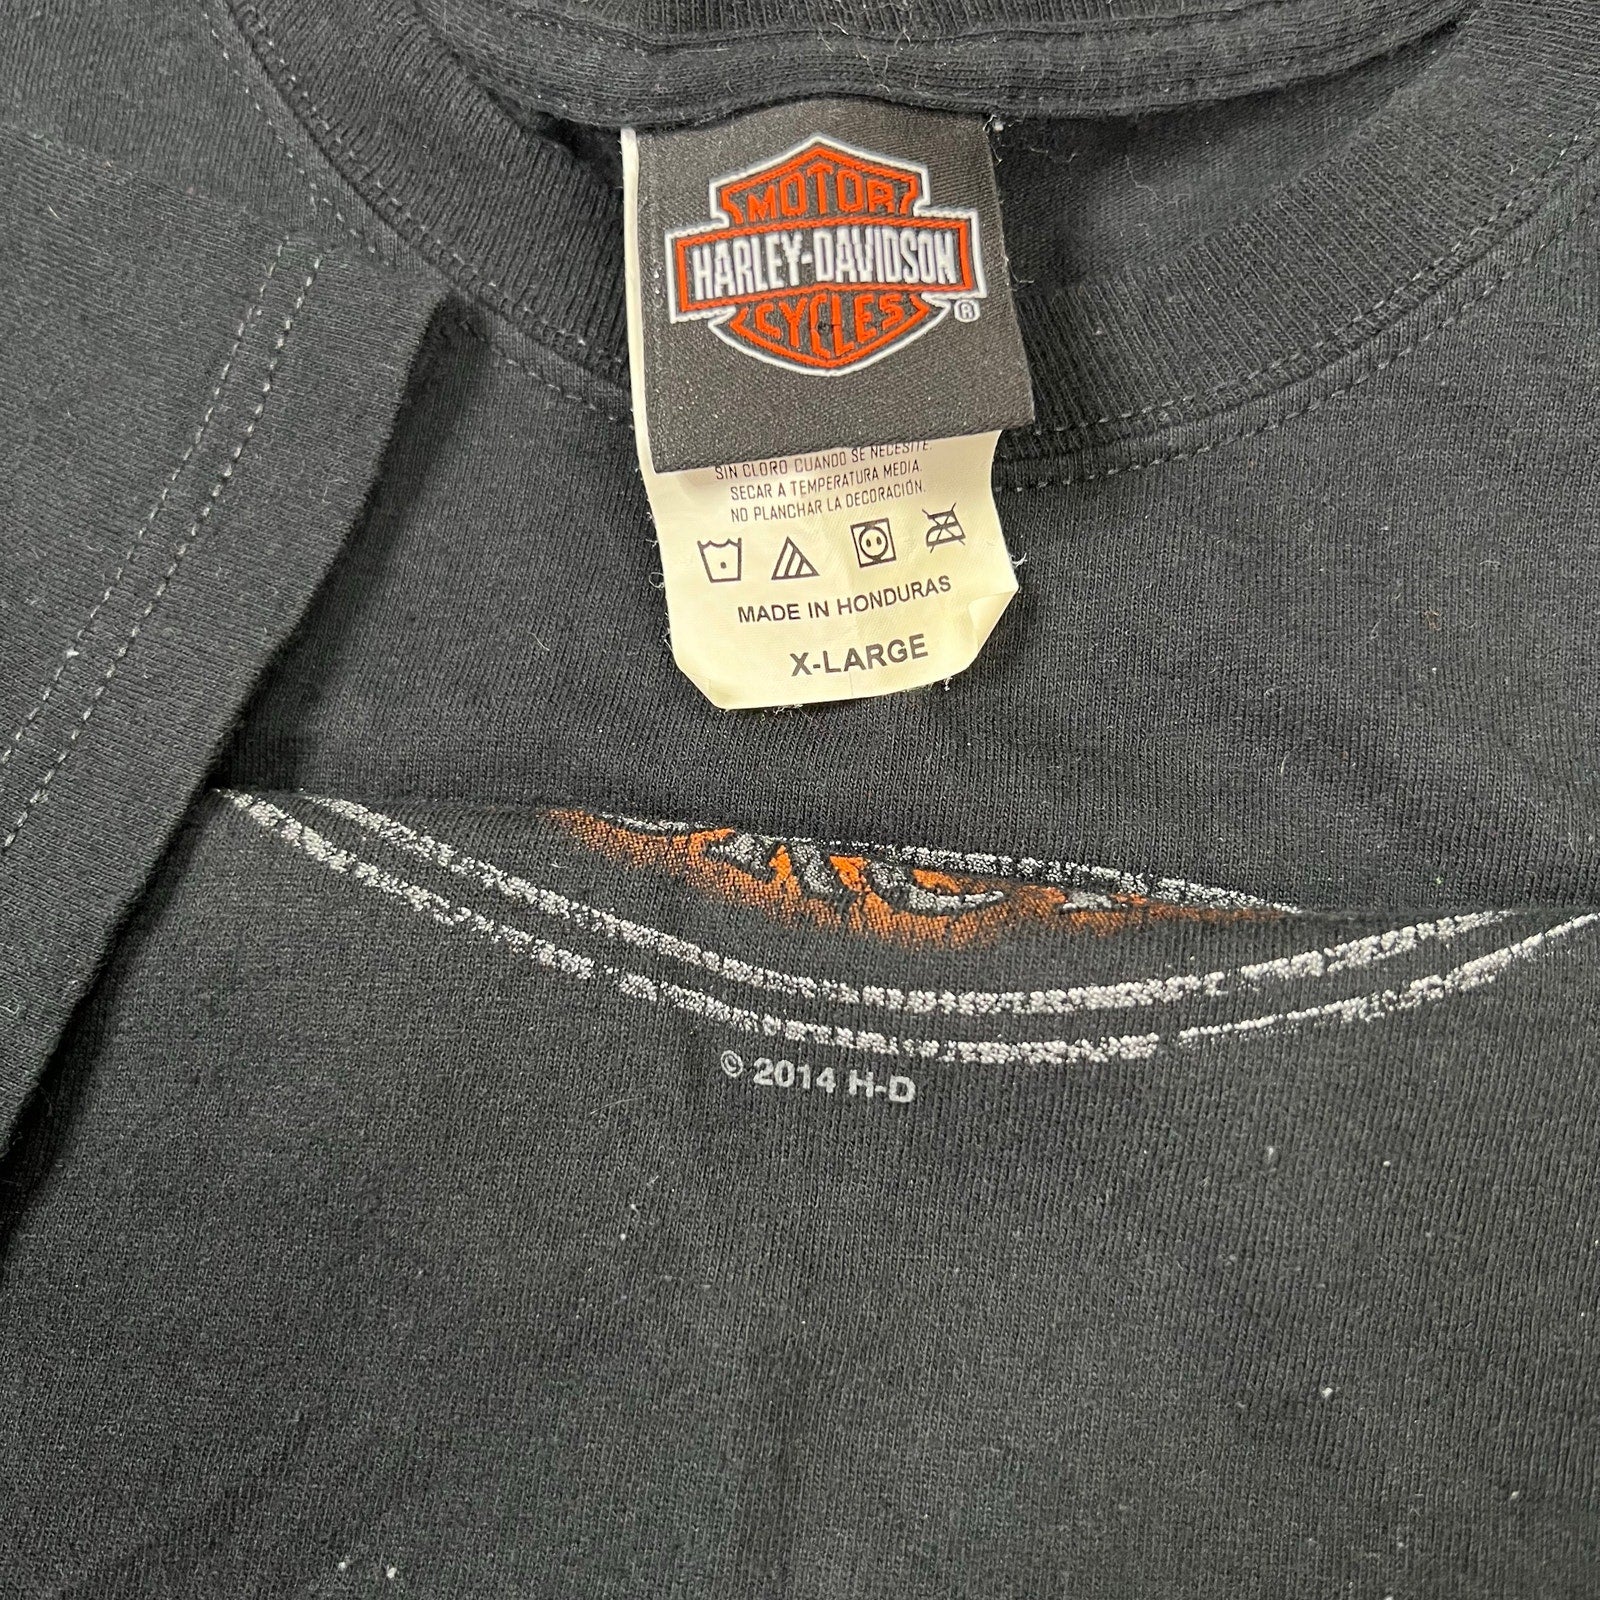 MOTOR
HARLEY-DAVIDSON
CYCLES
®
SIN CLORO CUANDO SE NECESITE.
SECAR A TEMPERATURA MEDIA.
NO PLANCHAR LA DECORACIÓN.
MADE IN HONDURAS
X-LARGE
© 2014 H-D